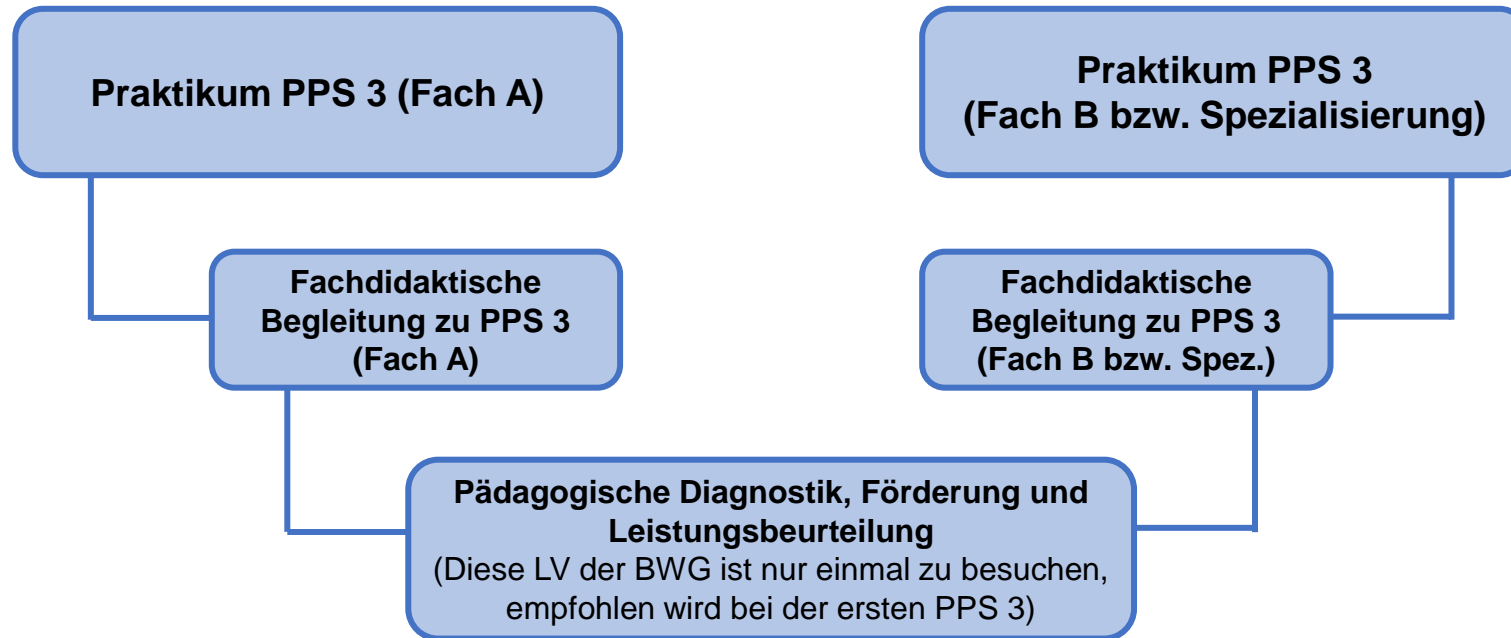 Praktikum PPS 3 (Fach A)
Praktikum PPS 3
(Fach B bzw. Spezialisierung)
Fachdidaktische
Begleitung zu PPS 3
(Fach A)
Fachdidaktische
Begleitung zu PPS 3
(Fach B bzw. Spez.)
Pädagogische Diagnostik, Förderung und
Leistungsbeurteilung
(Diese LV der BWG ist nur einmal zu besuchen,
empfohlen wird bei der ersten PPS 3)